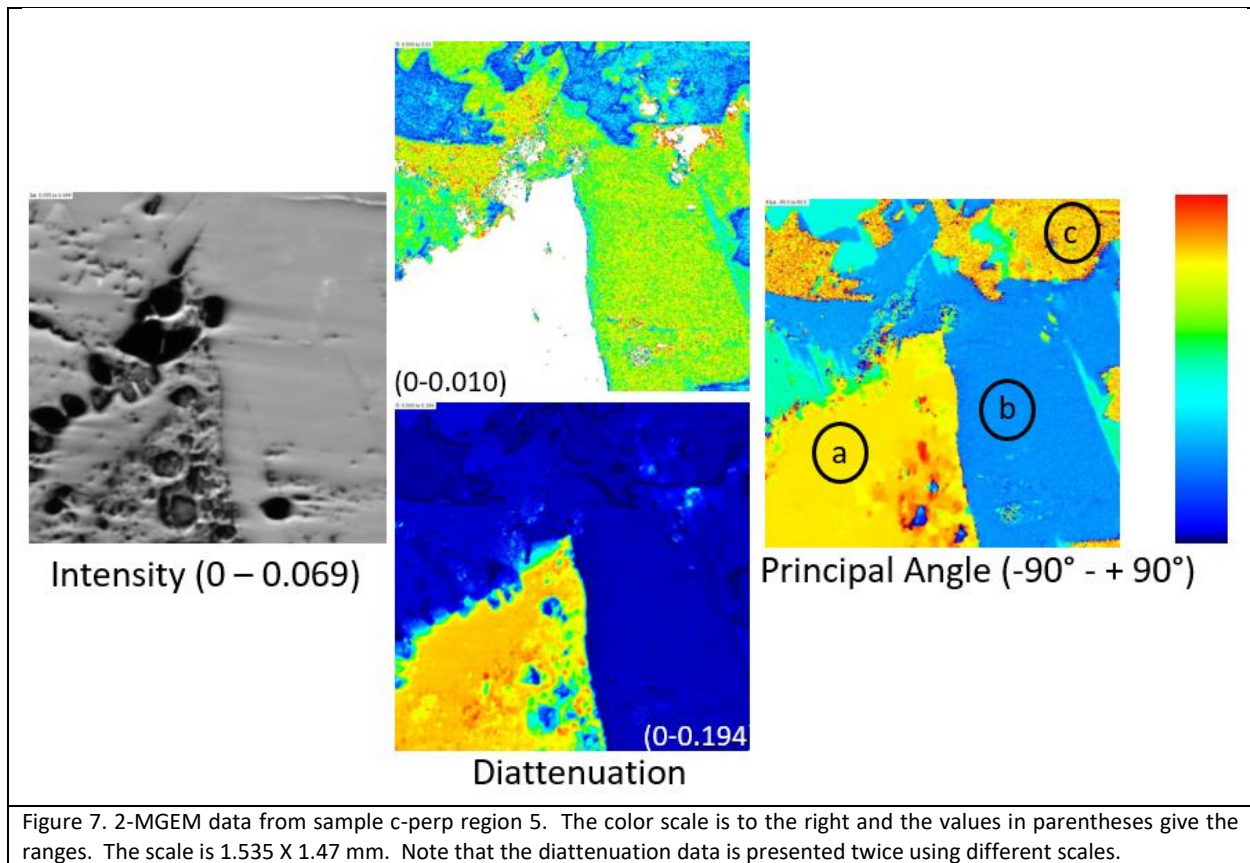 (0-0.010)
c
b
a
Intensity (0 – 0.069)
Principal Angle (-90° - + 90°)
(0-0.194
Diattenuation
Figure 7. 2-MGEM data from sample c-perp region 5. The color scale is to the right and the values in parentheses give the
ranges. The scale is 1.535 X 1.47 mm. Note that the diattenuation data is presented twice using different scales.